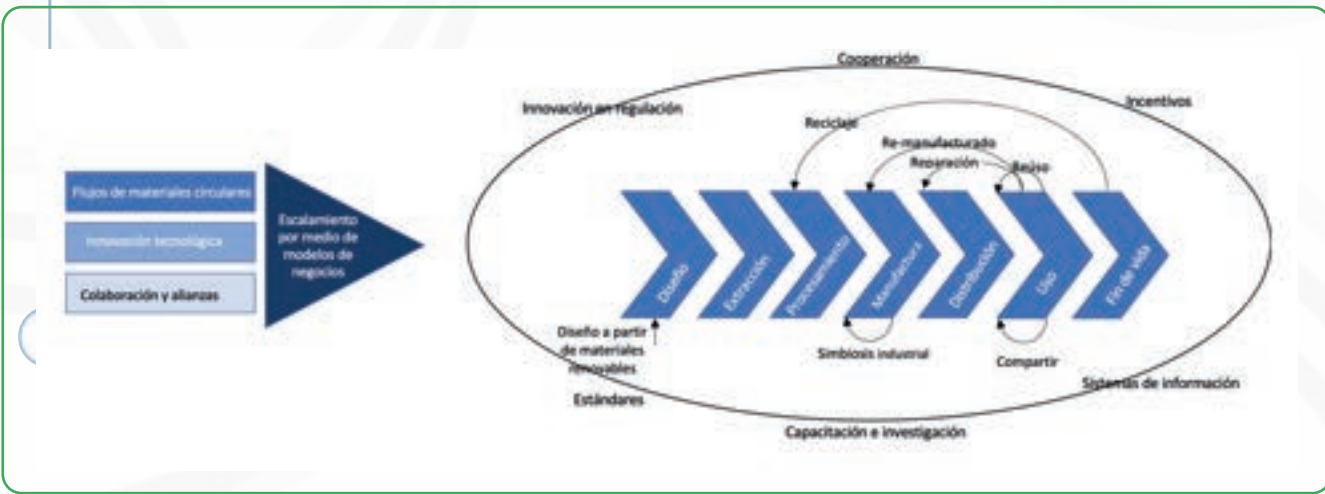 Flujos de materiales circulares
Innovación tecnológica
Colaboración y alianzas
Escalamiento
por medio de
modelos de
negocios
Cooperación
Innovación en regulación
Incentivos
Reciclaje
Re-manufacturado
Reparación
Reúso
Diseño
Extracción
Procesamiento
Manufactura
Distribución
Uso
Fin de vida
Diseño a partir
de materiales
renovables
Simbiosis industrial
Compartir
Estándares
Sistemas de información
Capacitación e investigación